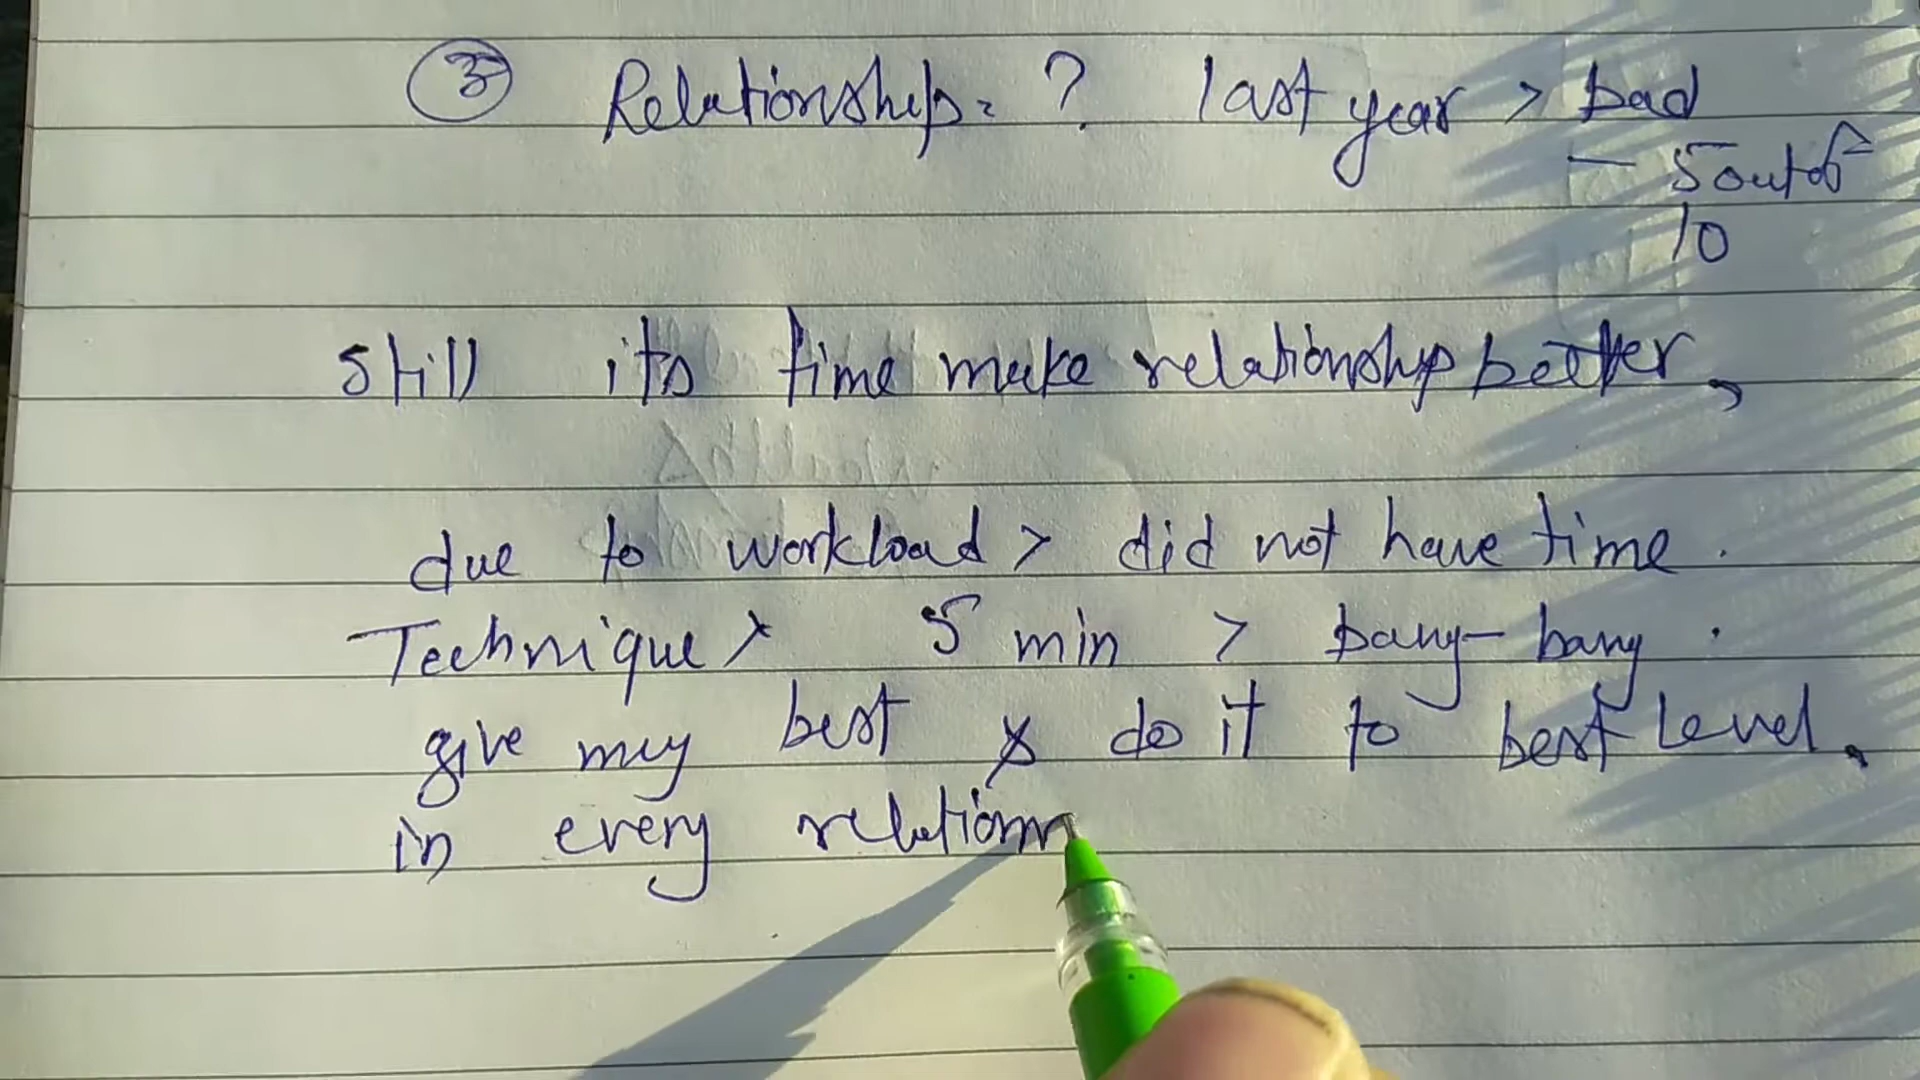 ③ Relationship = ? last year > bad
- 5 out of
10
still its time make relationship better,
due to workload > did not have time.
Technique > 5 min > bang-bang.
give my best & do it to best level.
in every relation